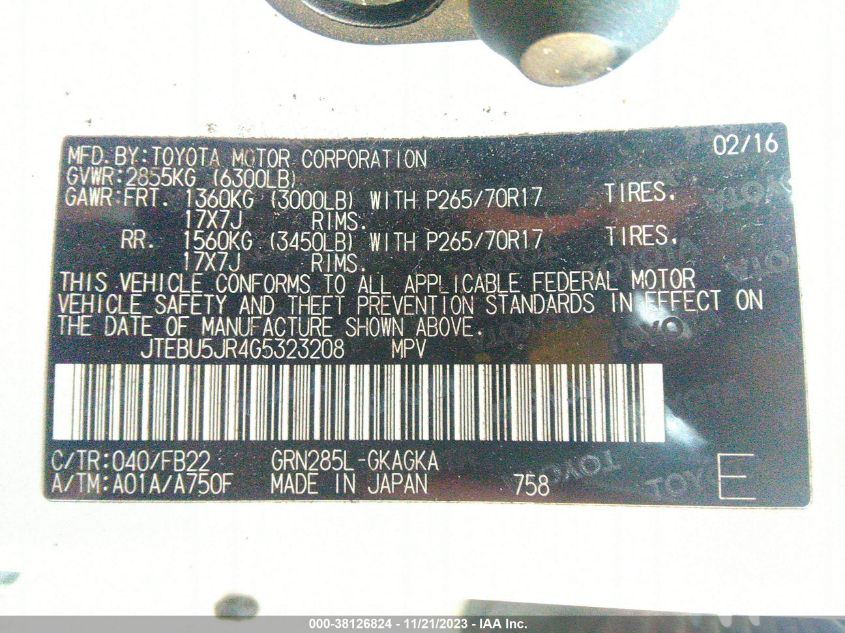 MFD.BY:TOYOTA MOTOR CORPORATION 02/16
GVWR:2855KG (6300LB)
GAWR:FRT. 1360KG (3000LB) WITH P265/70R17 TIRES,
17X7J RIMS.
RR. 1560KG (3450LB) WITH P265/70R17 TIRES,
17X7J RIMS.
THIS VEHICLE CONFORMS TO ALL APPLICABLE FEDERAL MOTOR
VEHICLE SAFETY AND THEFT PREVENTION STANDARDS IN EFFECT ON
THE DATE OF MANUFACTURE SHOWN ABOVE.
JTEBU5JR4G5323208 MPV
C/TR:040/FB22 GRN285L-GKAGKA
A/TM:A01A/A750F MADE IN JAPAN 758 E
000-38126824 - 11/21/2023 - IAA Inc.